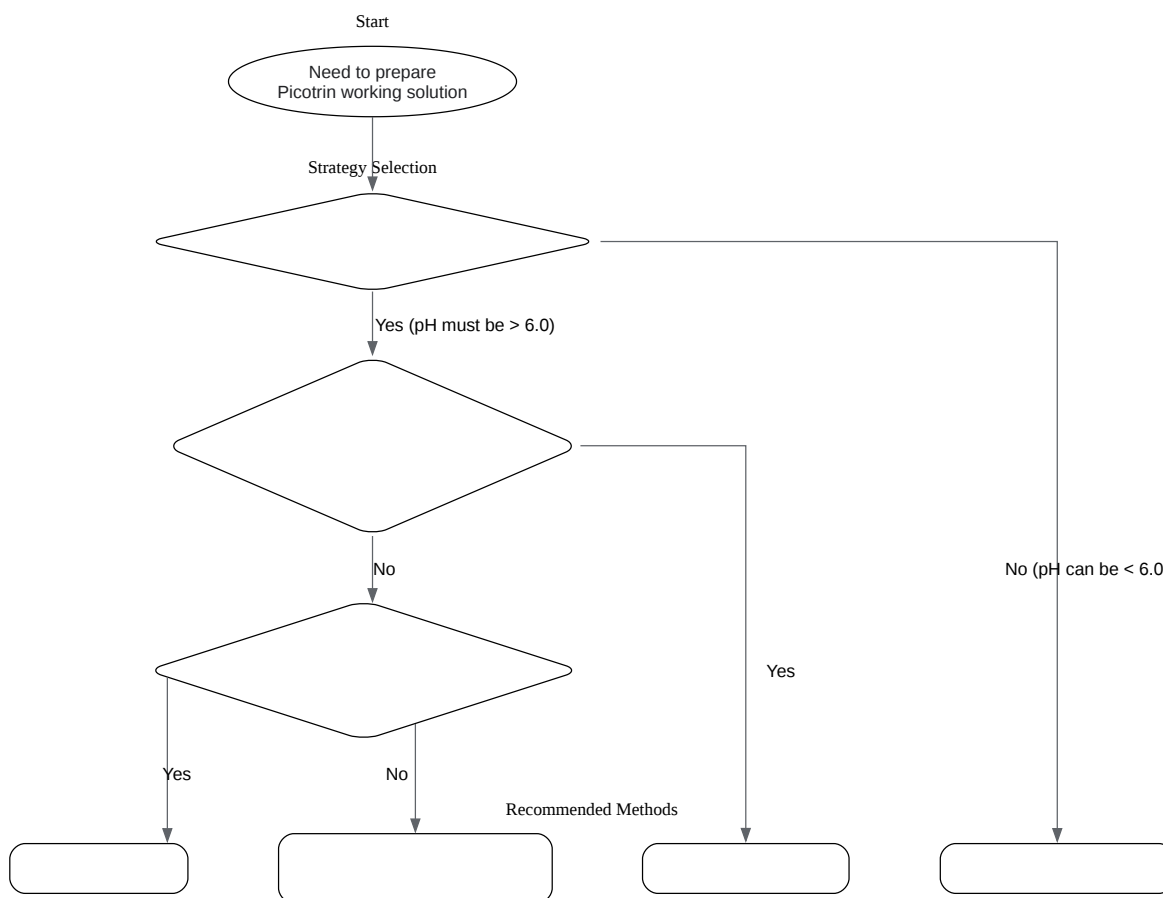 Start
Need to prepare
Picotrin working solution
Strategy Selection
Yes (pH must be > 6.0)
No
No (pH can be < 6.0
Yes
Yes
No
Recommended Methods